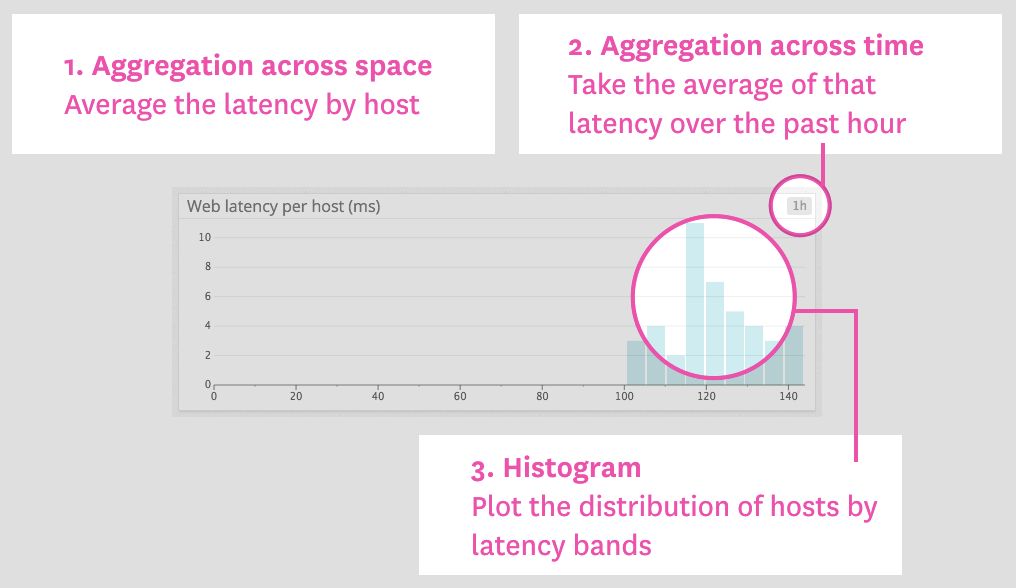 1. Aggregation across space
Average the latency by host
2. Aggregation across time
Take the average of that
latency over the past hour
Web latency per host (ms)
1h
10
8
6
4
2
0
0 20 40 60 80 100 120 140
3. Histogram
Plot the distribution of hosts by
latency bands